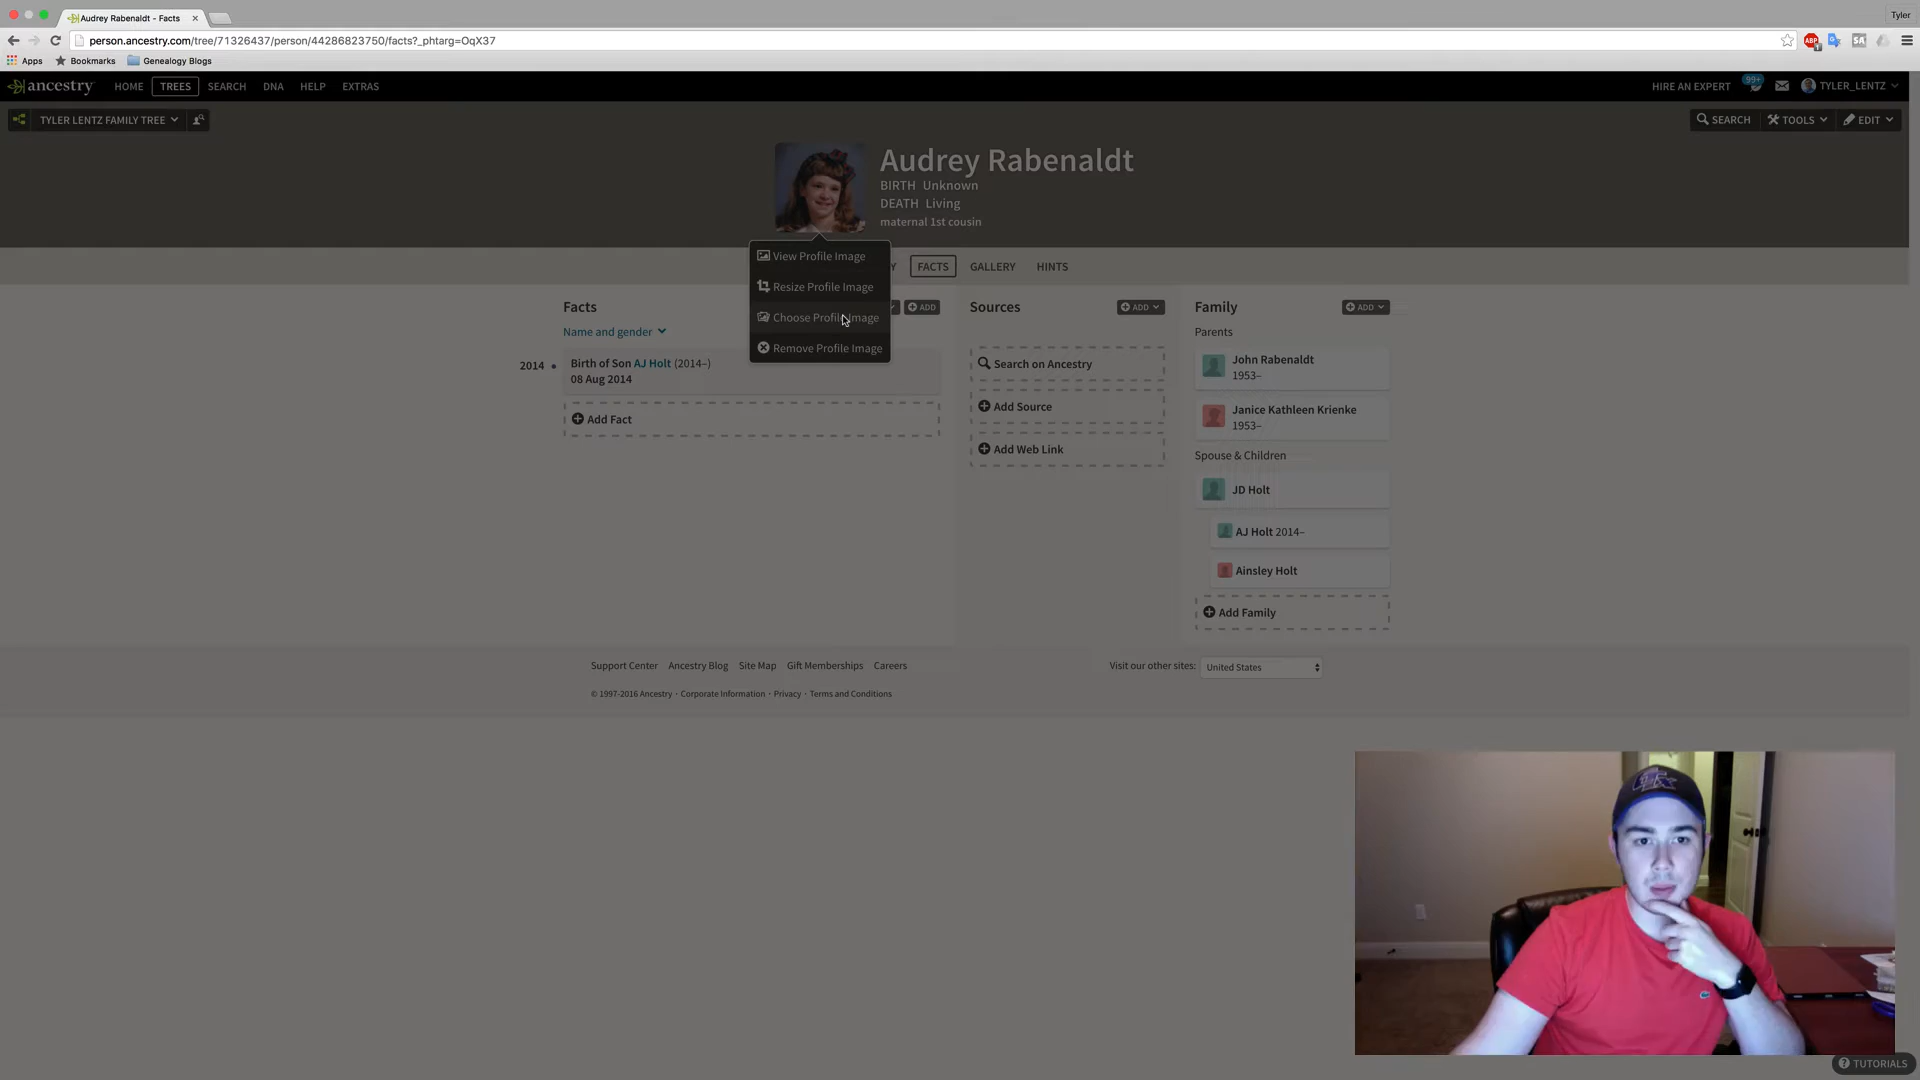 Audrey Rabenaldt - Facts
Tyler
person.ancestry.com/tree/71326437/person/44286823750/facts?_phtarg=OqX37
ABP 1
Apps Bookmarks Genealogy Blogs
ancestry HOME TREES SEARCH DNA HELP EXTRAS HIRE AN EXPERT 99+ TYLER_LENTZ
TYLER LENTZ FAMILY TREE SEARCH TOOLS EDIT
Audrey Rabenaldt
BIRTH Unknown
DEATH Living
maternal 1st cousin
View Profile Image
Resize Profile Image
Choose Profile Image
Remove Profile Image
Y FACTS GALLERY HINTS
Facts ADD
Name and gender
2014 Birth of Son AJ Holt (2014–)
08 Aug 2014
Add Fact
Sources ADD
Search on Ancestry
Add Source
Add Web Link
Family ADD
Parents
John Rabenaldt
1953–
Janice Kathleen Krienke
1953–
Spouse & Children
JD Holt
AJ Holt 2014–
Ainsley Holt
Add Family
Support Center Ancestry Blog Site Map Gift Memberships Careers Visit our other sites: United States
© 1997-2016 Ancestry · Corporate Information · Privacy · Terms and Conditions
? TUTORIALS